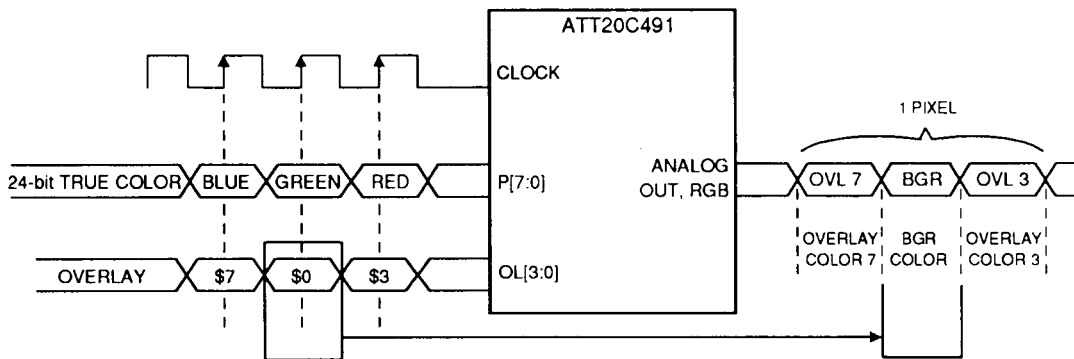 ATT20C491
CLOCK
1 PIXEL
24-bit TRUE COLOR BLUE GREEN RED P[7:0]
ANALOG
OUT, RGB
OVL 7 BGR OVL 3
OVERLAY
COLOR 7
BGR
COLOR
OVERLAY
COLOR 3
OVERLAY $7 $0 $3 OL[3:0]